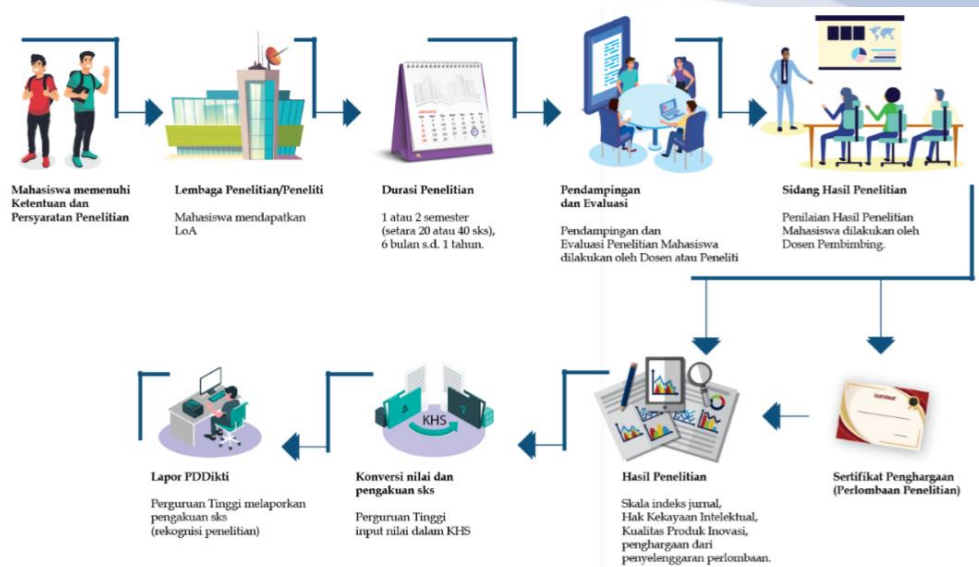 Mahasiswa memenuhi
Ketentuan dan
Persyaratan Penelitian
Lembaga Penelitian/Peneliti
Mahasiswa mendapatkan
LoA
Durasi Penelitian
1 atau 2 semester
(setara 20 atau 40 sks),
6 bulan s.d. 1 tahun.
Pendampingan
dan Evaluasi
Pendampingan dan
Evaluasi Penelitian Mahasiswa
dilakukan oleh Dosen atau Peneliti
Sidang Hasil Penelitian
Penilaian Hasil Penelitian
Mahasiswa dilakukan oleh
Dosen Pembimbing.
Sertifikat Penghargaan
(Perlombaan Penelitian)
Hasil Penelitian
Skala indeks jurnal,
Hak Kekayaan Intelektual,
Kualitas Produk Inovasi,
penghargaan dari
penyelenggaran perlombaan.
KHS
Konversi nilai dan
pengakuan sks
Perguruan Tinggi
input nilai dalam KHS
Lapor PDDikti
Perguruan Tinggi melaporkan
pengakuan sks
(rekognisi penelitian)